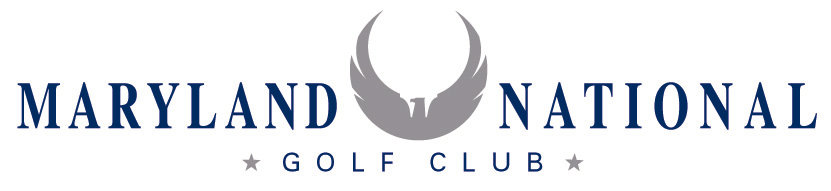 MARYLAND NATIONAL
★ GOLF CLUB ★